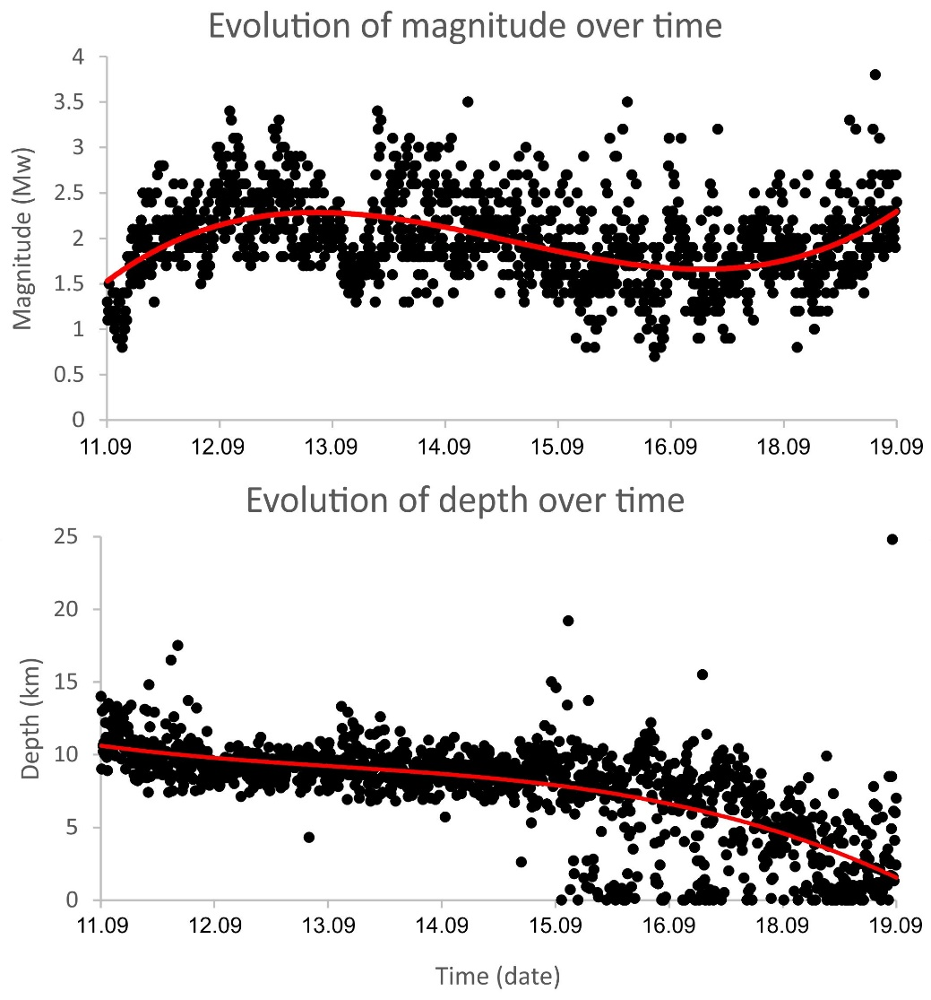 Evolution of magnitude over time
4
3.5
3
2.5
2
1.5
1
0.5
0
Magnitude (Mw)
11.09 12.09 13.09 14.09 15.09 16.09 18.09 19.09
Evolution of depth over time
25
20
15
10
5
0
Depth (km)
11.09 12.09 13.09 14.09 15.09 16.09 18.09 19.09
Time (date)